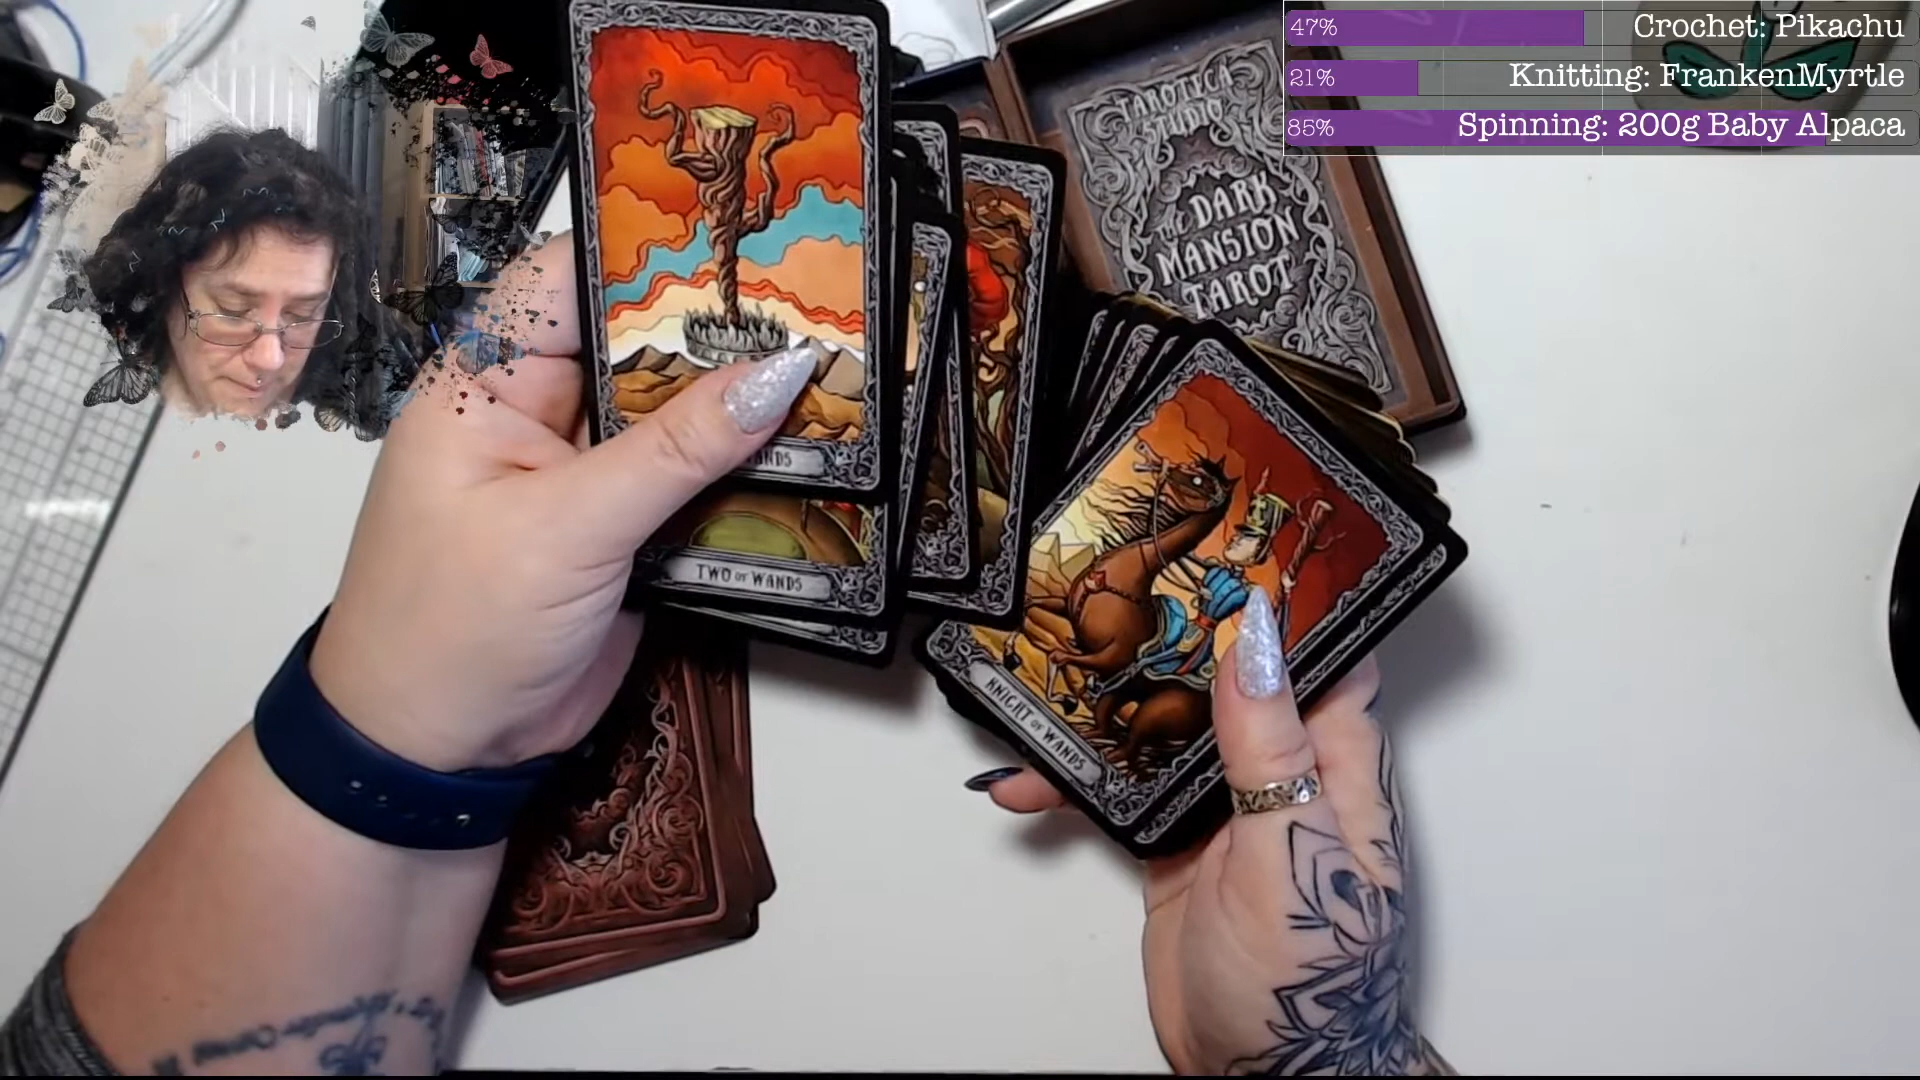 47%
Crochet: Pikachu
21%
Knitting: FrankenMyrtle
85%
Spinning: 200g Baby Alpaca
TAROTECA
STUDIO
THE DARK
MANSION
TAROT
WANDS
TWO OF WANDS
KNIGHT OF WANDS